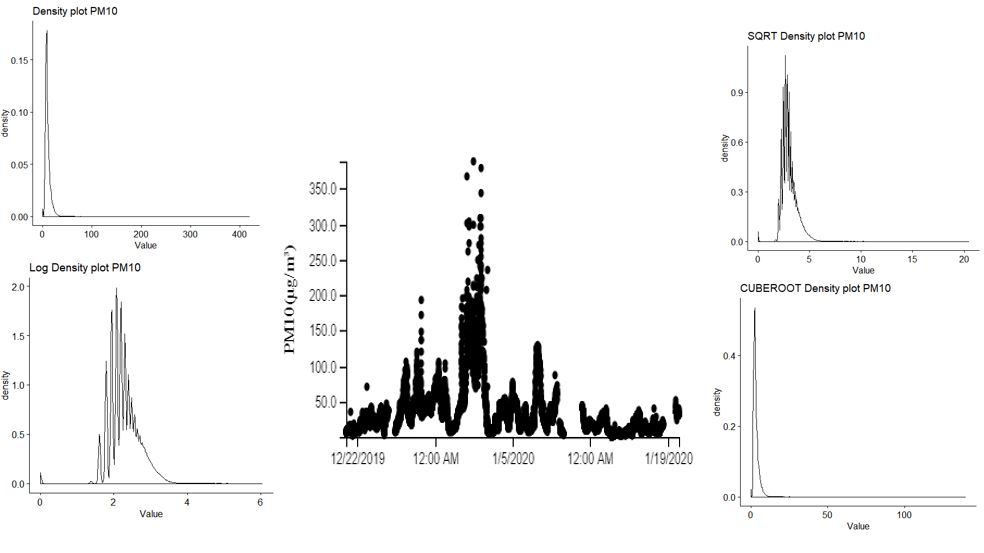 Density plot PM10
0.15
0.10
0.05
0.00
density
0 100 200 300 400
Value
Log Density plot PM10
2.0
1.5
1.0
0.5
0.0
density
0 2 4 6
Value
PM10(µg/m³)
350.0
300.0
250.0
200.0
150.0
100.0
50.0
12/22/2019 12:00 AM 1/5/2020 12:00 AM 1/19/2020
SQRT Density plot PM10
0.9
0.6
0.3
0.0
density
0 5 10 15 20
Value
CUBEROOT Density plot PM10
0.4
0.2
0.0
density
0 50 100
Value